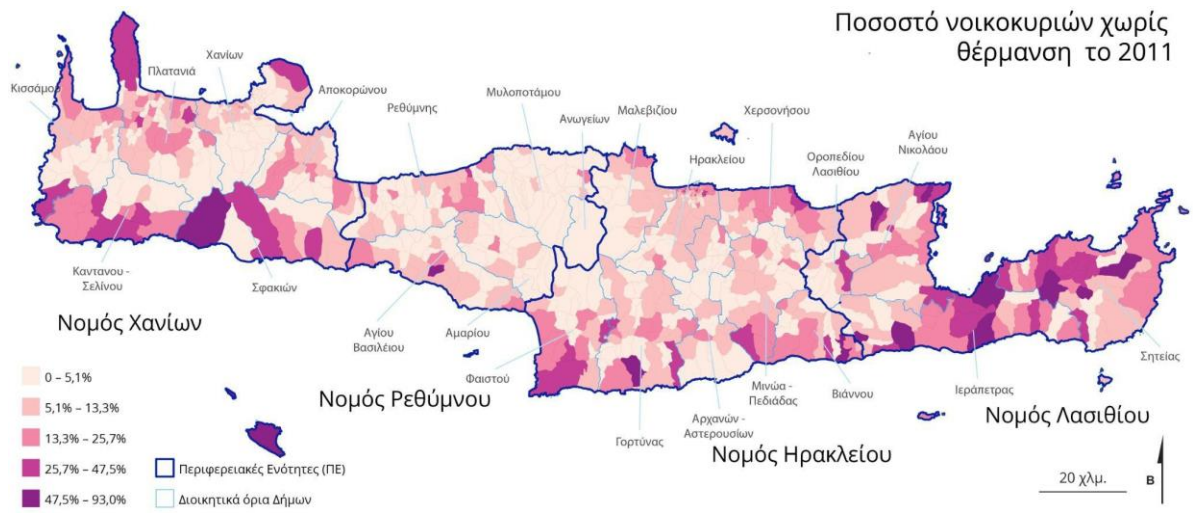 Ποσοστό νοικοκυριών χωρίς
θέρμανση το 2011
Κισσάμου
Πλατανιά
Χανίων
Αποκορώνου
Ρεθύμνης
Μυλοποτάμου
Ανωγείων
Μαλεβιζίου
Ηρακλείου
Χερσονήσου
Οροπεδίου
Λασιθίου
Αγίου
Νικολάου
Καντανου -
Σελίνου
Σφακιών
Νομός Χανίων
Αγίου
Βασιλείου
Αμαρίου
Φαιστού
Νομός Ρεθύμνου
Γορτύνας
Αρχανών -
Αστερουσίων
Μινώα -
Πεδιάδας
Βιάννου
Νομός Ηρακλείου
Ιεράπετρας
Σητείας
Νομός Λασιθίου
0 – 5,1%
5,1% – 13,3%
13,3% – 25,7%
25,7% – 47,5%
47,5% – 93,0%
Περιφερειακές Ενότητες (ΠΕ)
Διοικητικά όρια Δήμων
20 χλμ.
Β